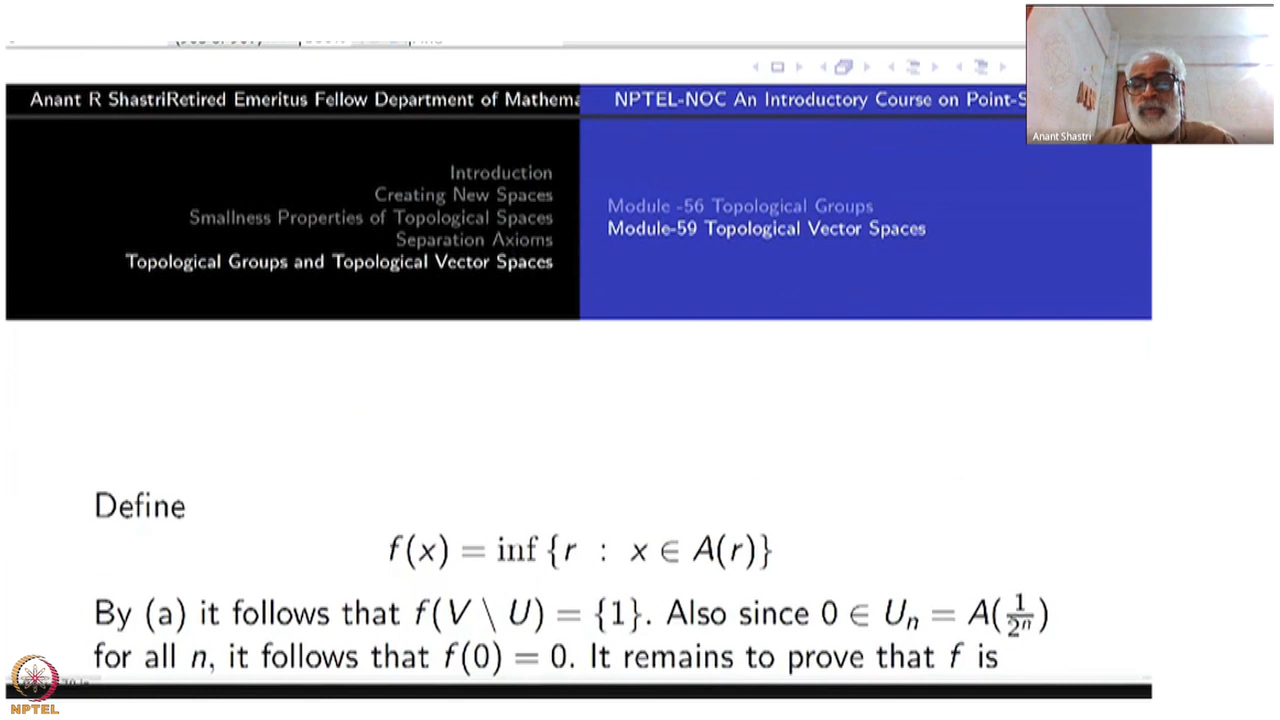 Anant R ShastriRetired Emeritus Fellow Department of Mathema
NPTEL-NOC An Introductory Course on Point-S
Anant Shastri
Introduction
Creating New Spaces
Smallness Properties of Topological Spaces
Separation Axioms
Topological Groups and Topological Vector Spaces
Module -56 Topological Groups
Module-59 Topological Vector Spaces
Define
f(x) = inf {r : x ∈ A(r)}
By (a) it follows that f(V \ U) = {1}. Also since 0 ∈ Uₙ = A(1/2ⁿ)
for all n, it follows that f(0) = 0. It remains to prove that f is
NPTEL